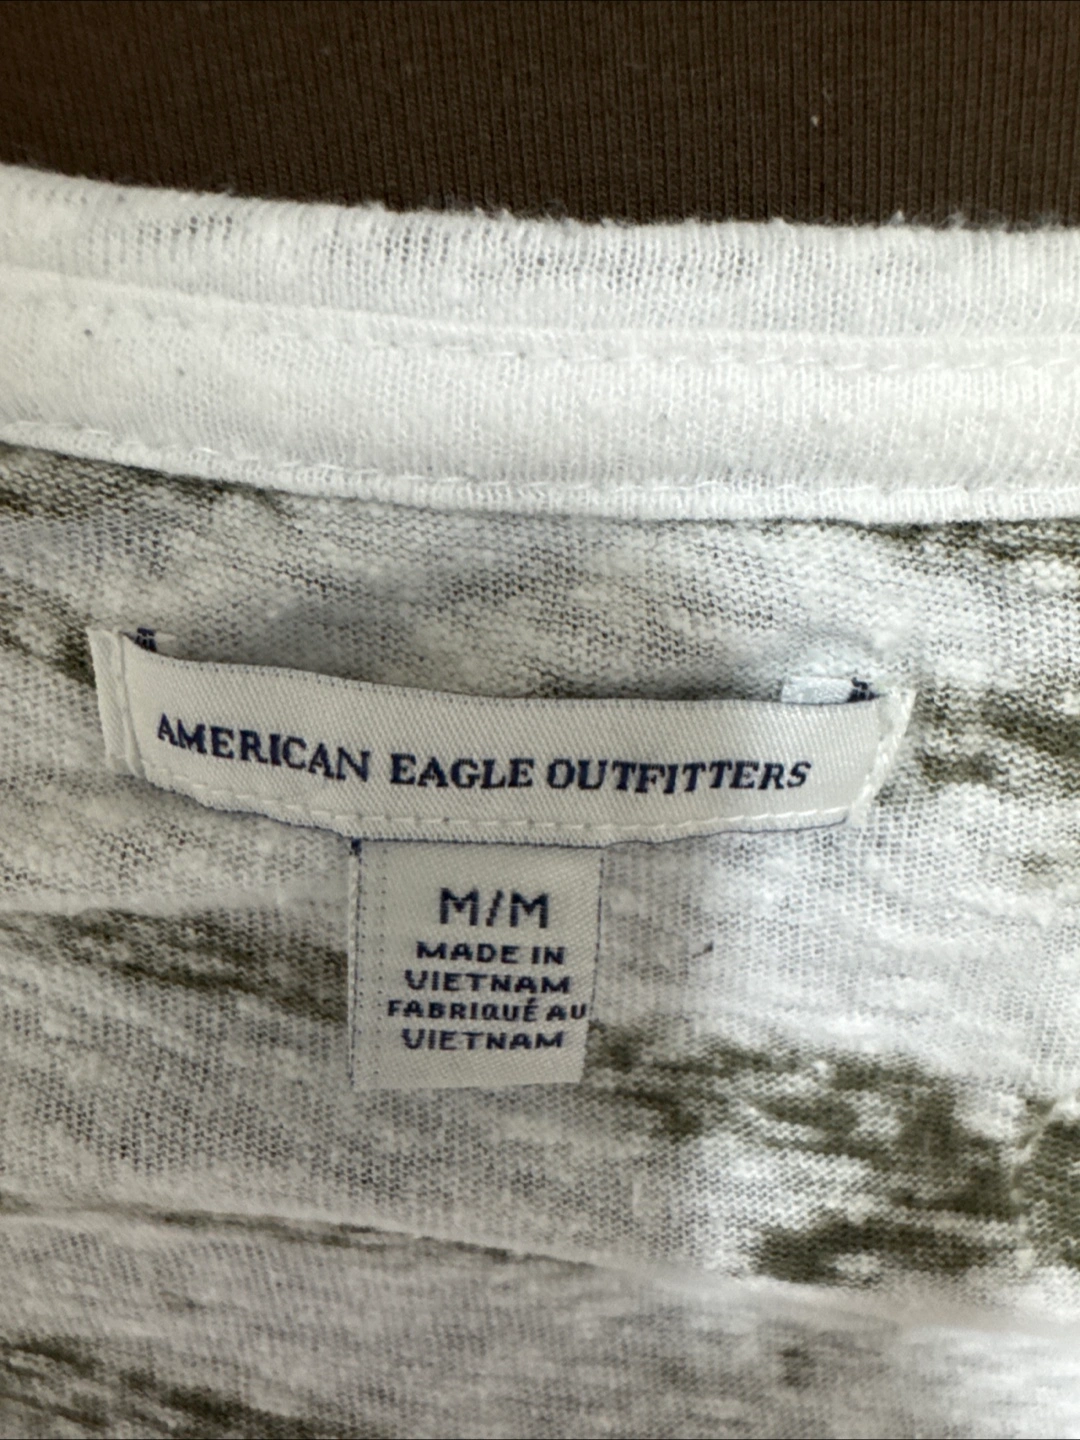 AMERICAN EAGLE OUTFITTERS
M/M
MADE IN
VIETNAM
FABRIQUÉ AU
VIETNAM